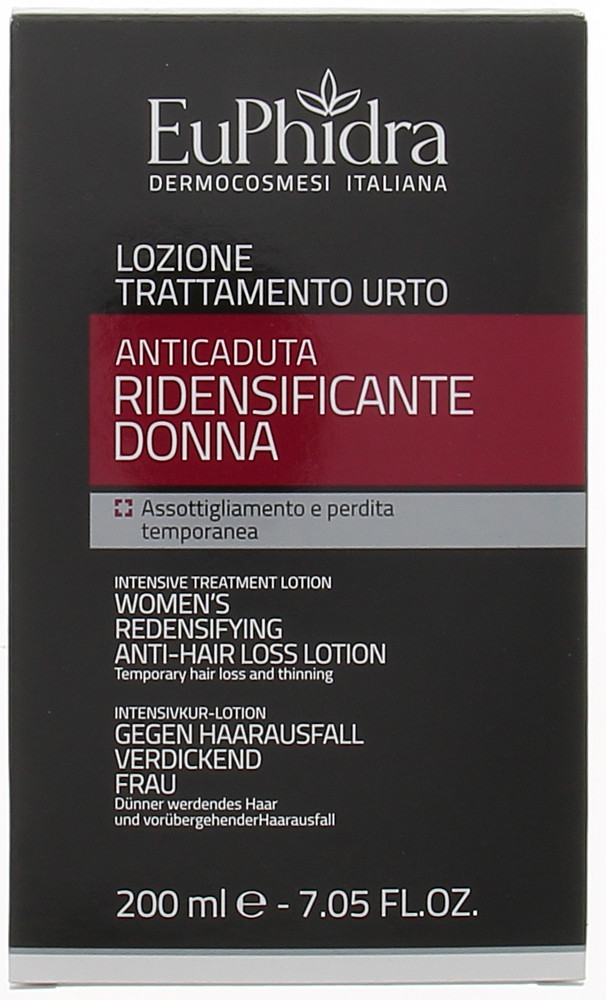 EuPhidra
DERMOCOSMESI ITALIANA
LOZIONE
TRATTAMENTO URTO
ANTICADUTA
RIDENSIFICANTE
DONNA
Assottigliamento e perdita
temporanea
INTENSIVE TREATMENT LOTION
WOMEN'S
REDENSIFYING
ANTI-HAIR LOSS LOTION
Temporary hair loss and thinning
INTENSIVKUR-LOTION
GEGEN HAARAUSFALL
VERDICKEND
FRAU
Dünner werdendes Haar
und vorübergehenderHaarausfall
200 ml ℮ - 7.05 FL.OZ.